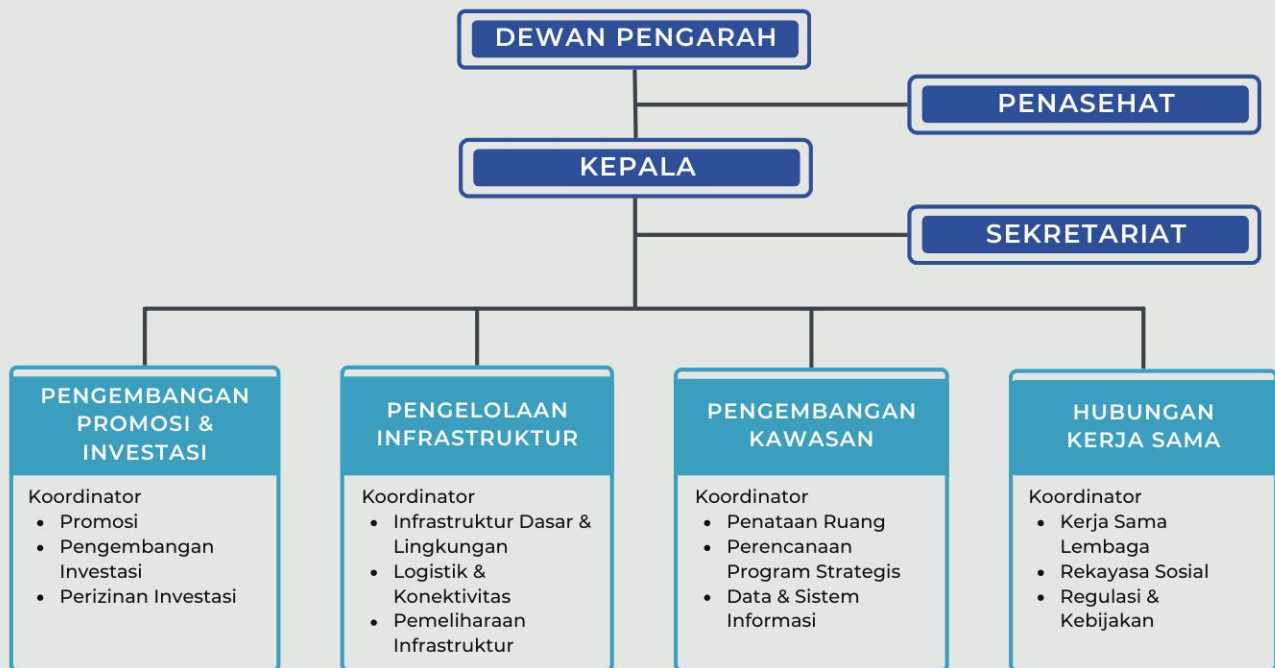 DEWAN PENGARAH
PENASEHAT
KEPALA
SEKRETARIAT
PENGEMBANGAN
PROMOSI &
INVESTASI
Koordinator
• Promosi
• Pengembangan
Investasi
• Perizinan Investasi
PENGELOLAAN
INFRASTRUKTUR
Koordinator
• Infrastruktur Dasar &
Lingkungan
• Logistik &
Konektivitas
• Pemeliharaan
Infrastruktur
PENGEMBANGAN
KAWASAN
Koordinator
• Penataan Ruang
• Perencanaan
Program Strategis
• Data & Sistem
Informasi
HUBUNGAN
KERJA SAMA
Koordinator
• Kerja Sama
Lembaga
• Rekayasa Sosial
• Regulasi &
Kebijakan